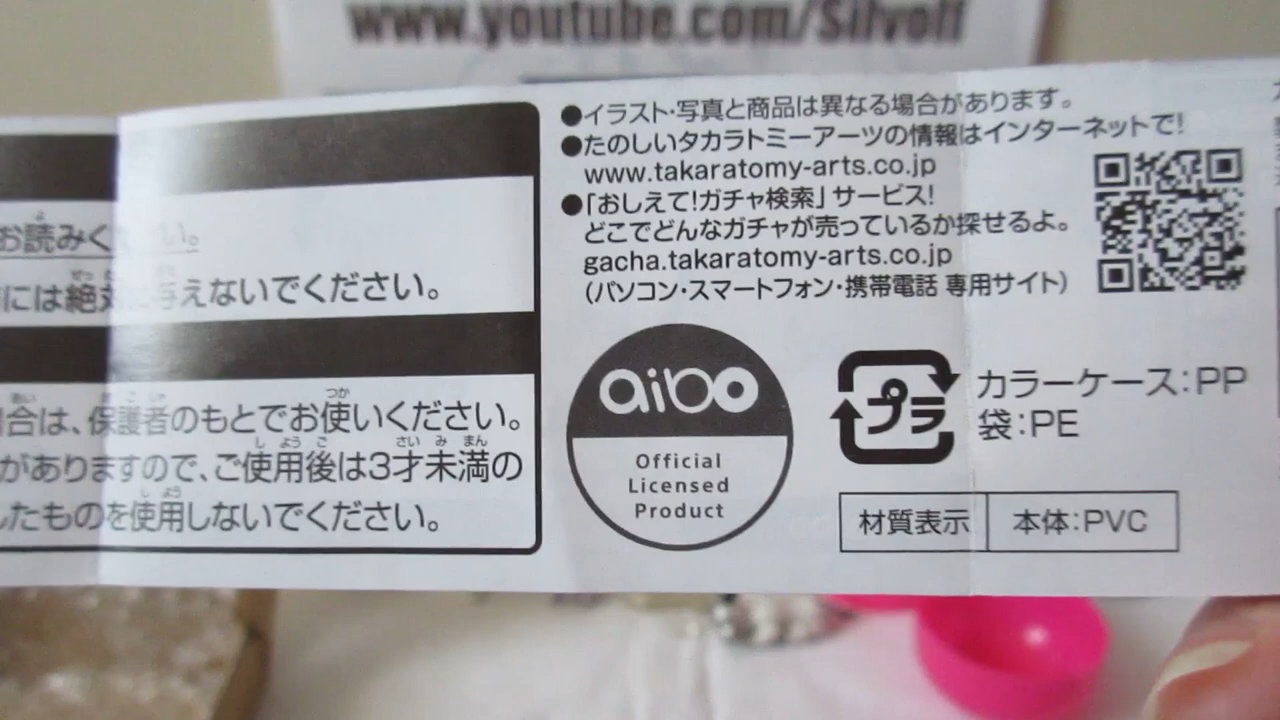 www.youtube.com/Silvolf
お読みく
い。
には絶対に与えないでください。
合は、保護者のもとでお使いください。
がありますので、ご使用後は3才未満の
したものを使用しないでください。
●イラスト・写真と商品は異なる場合があります。
●たのしいタカラトミーアーツの情報はインターネットで!
www.takaratomy-arts.co.jp
●「おしえて!ガチャ検索」サービス!
どこでどんなガチャが売っているか探せるよ。
gacha.takaratomy-arts.co.jp
(パソコン・スマートフォン・携帯電話 専用サイト)
aibo
Official
Licensed
Product
プラ
カラーケース:PP
袋:PE
材質表示 本体:PVC